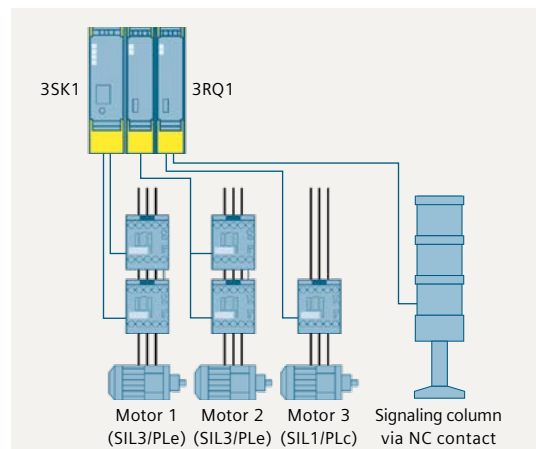 3SK1 3RQ1
Motor 1 Motor 2 Motor 3 Signaling column
(SIL3/PLe) (SIL3/PLe) (SIL1/PLc) via NC contact